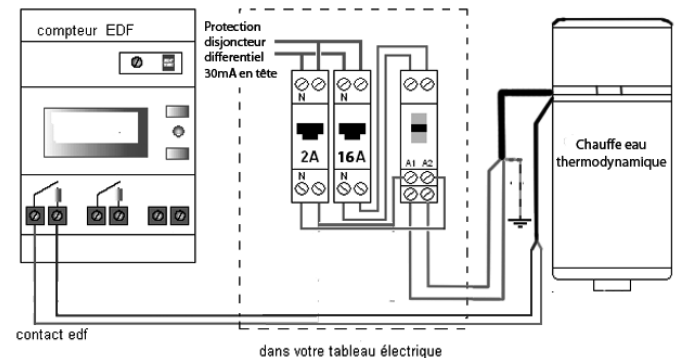 compteur EDF
Protection
disjoncteur
differentiel
30mA en tête
N
N
2A
16A
N
N
A1 A2
Chauffe eau
thermodynamique
contact edf
dans votre tableau électrique